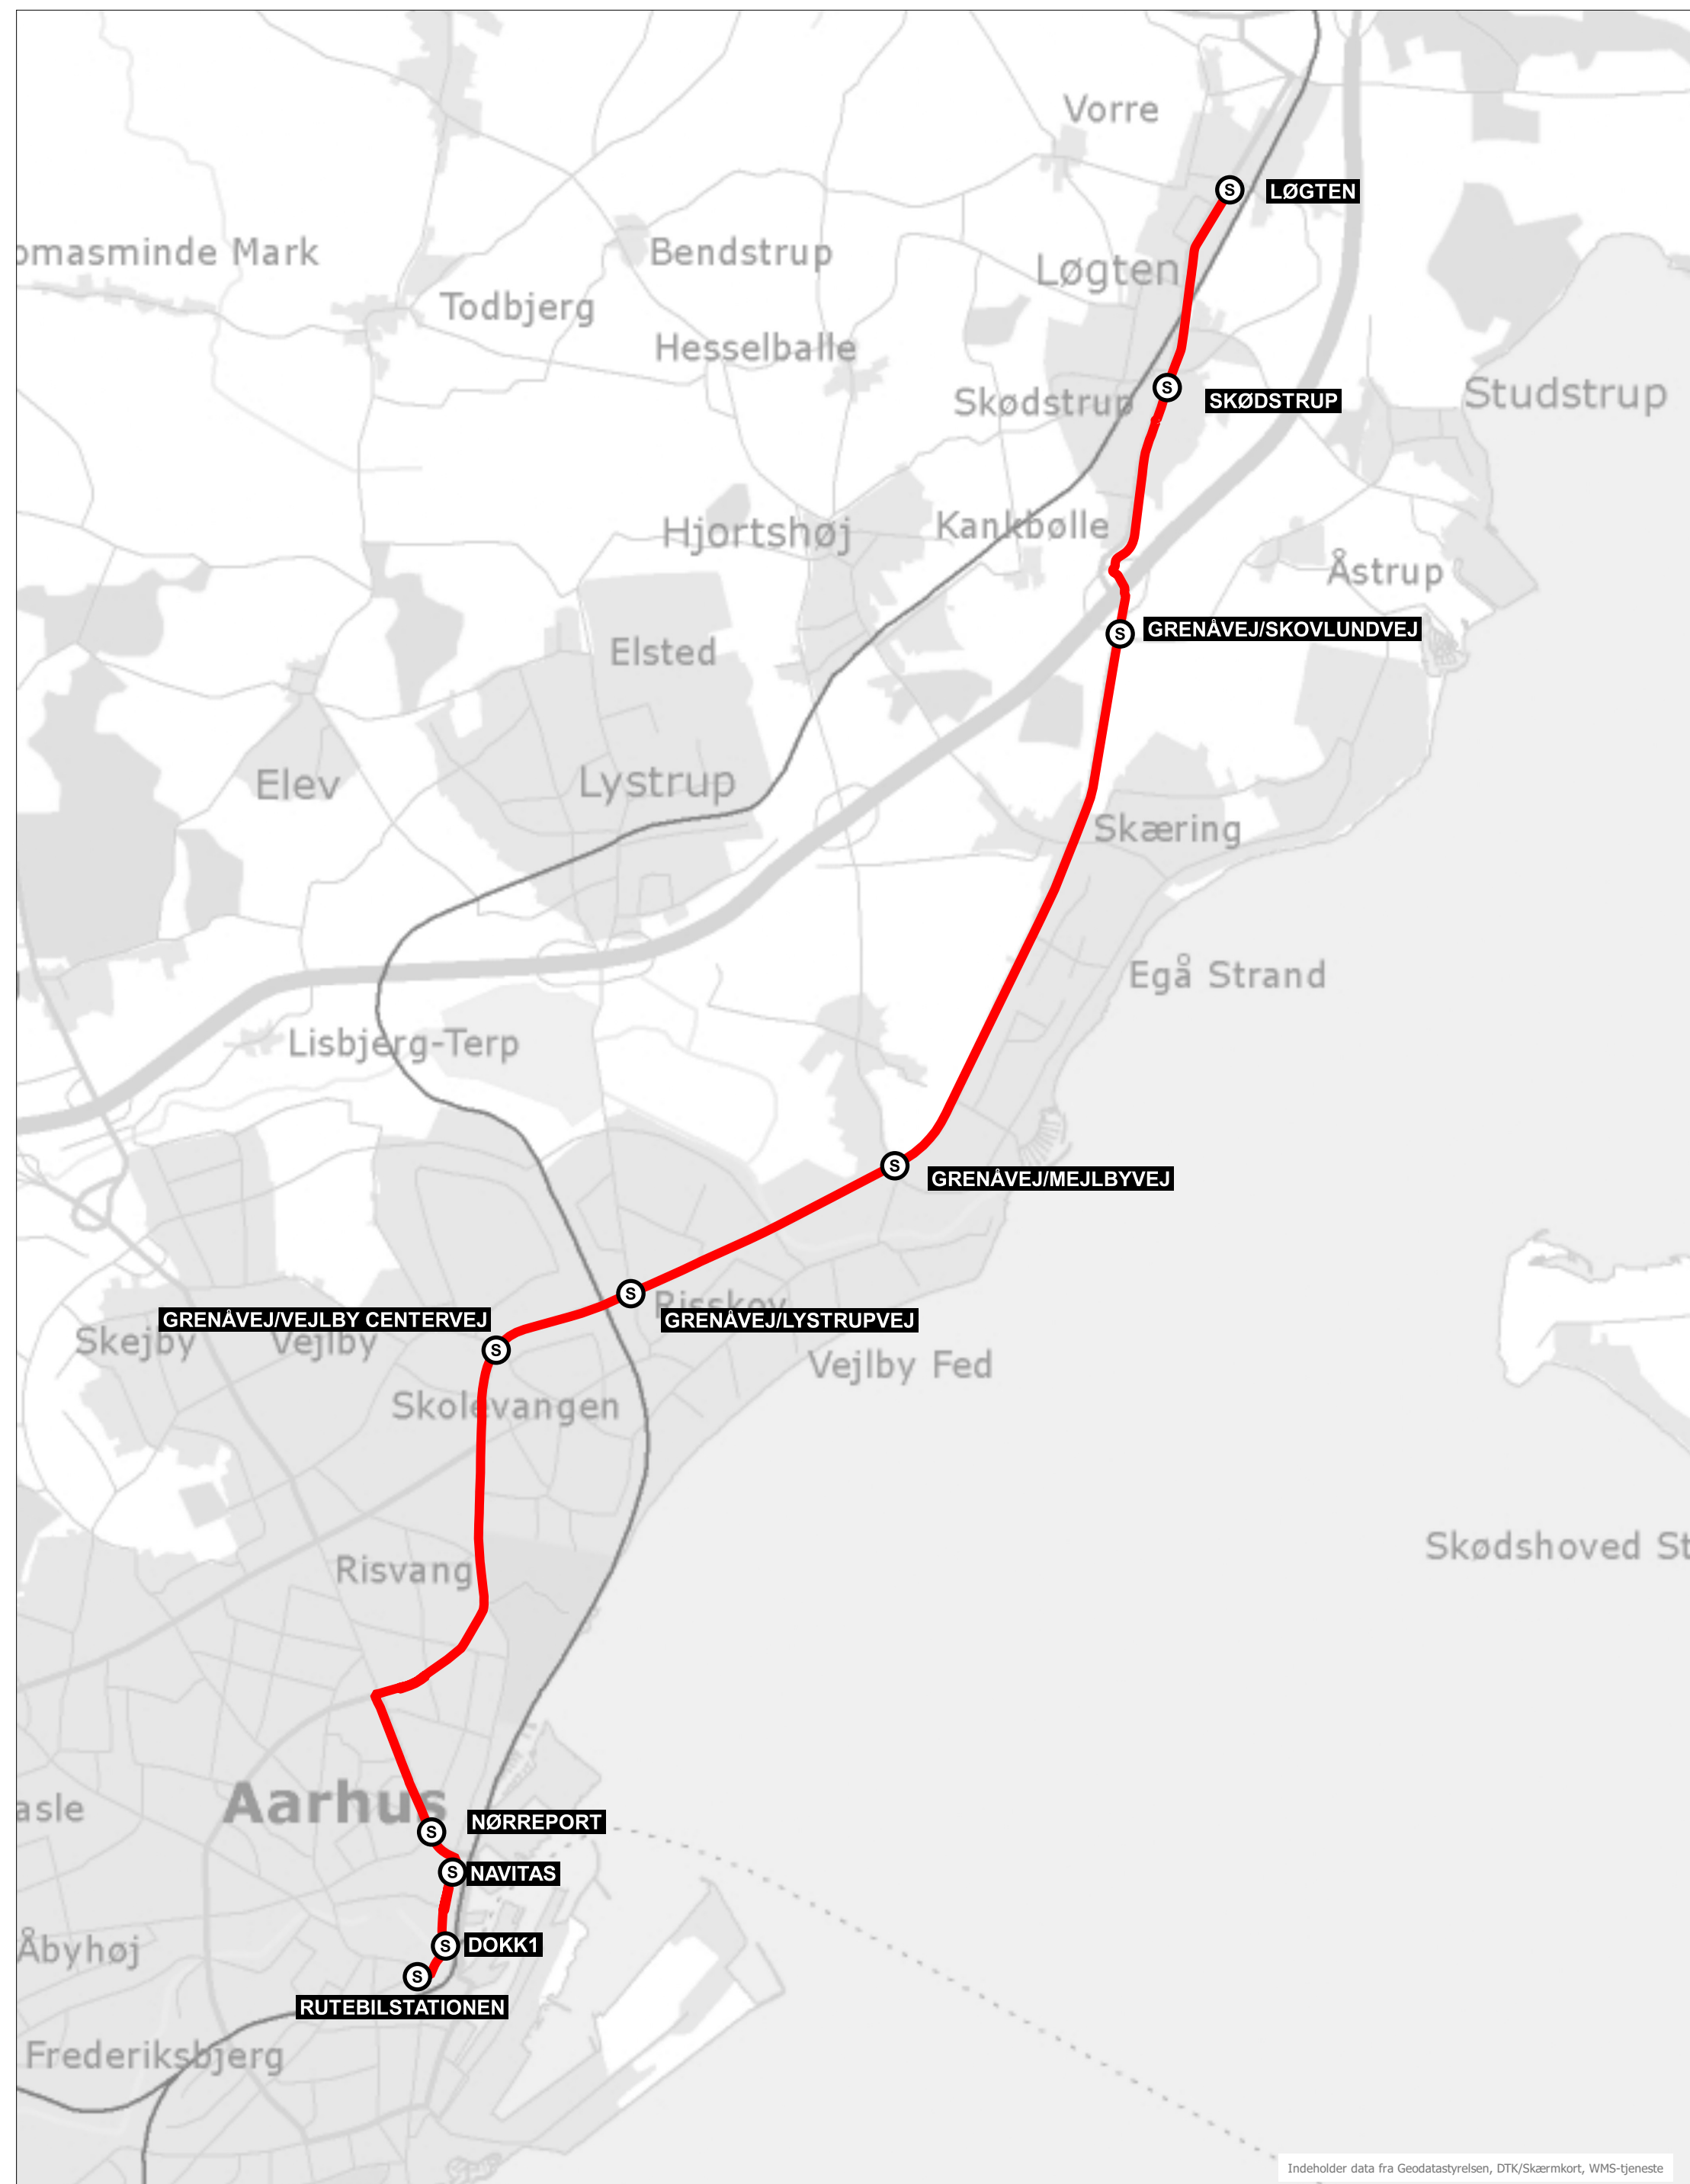 Vorre
S
LØGTEN
omasminde Mark
Bendstrup
Løgten
Todbjerg
Hesselballe
S
Studstrup
Skødstrup
SKØDSTRUP
Hjortshøj
Kankbølle
Åstrup
S
GRENÅVEJ/SKOVLUNDVEJ
Elsted
Elev
Lystrup
Skæring
Egå Strand
Lisbjerg-Terp
S
GRENÅVEJ/MEJLBYVEJ
S
Risskov
GRENÅVEJ/VEJLBY CENTERVEJ
GRENÅVEJ/LYSTRUPVEJ
Skejby
Vejlby
S
Vejlby Fed
Skolevangen
Skødshoved St
Risvang
Aarhus
asle
NØRREPORT
S
S
NAVITAS
Åbyhøj
S
DOKK1
S
RUTEBILSTATIONEN
Frederiksbjerg
Indeholder data fra Geodatastyrelsen, DTK/Skærmkort, WMS-tjeneste